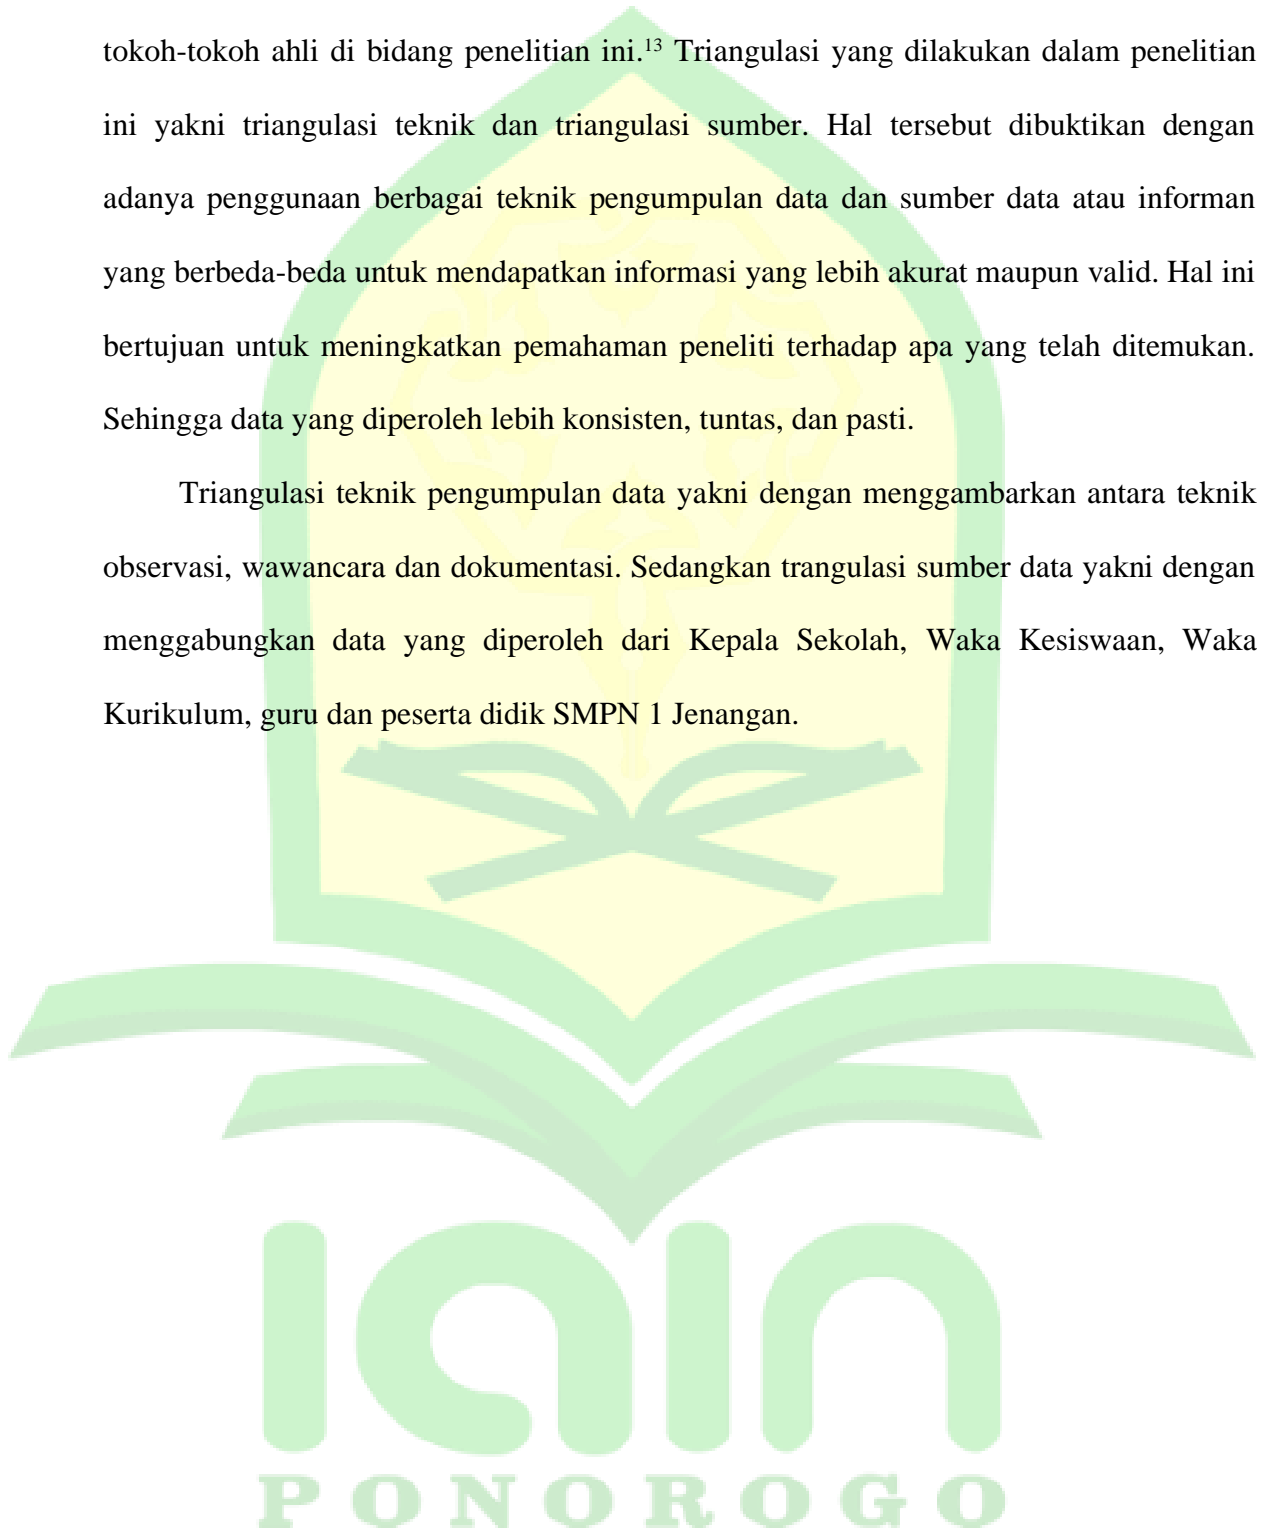 tokoh-tokoh ahli di bidang penelitian ini.¹³ Triangulasi yang dilakukan dalam penelitian
ini yakni triangulasi teknik dan triangulasi sumber. Hal tersebut dibuktikan dengan
adanya penggunaan berbagai teknik pengumpulan data dan sumber data atau informan
yang berbeda-beda untuk mendapatkan informasi yang lebih akurat maupun valid. Hal ini
bertujuan untuk meningkatkan pemahaman peneliti terhadap apa yang telah ditemukan.
Sehingga data yang diperoleh lebih konsisten, tuntas, dan pasti.
Triangulasi teknik pengumpulan data yakni dengan menggambarkan antara teknik
observasi, wawancara dan dokumentasi. Sedangkan trangulasi sumber data yakni dengan
menggabungkan data yang diperoleh dari Kepala Sekolah, Waka Kesiswaan, Waka
Kurikulum, guru dan peserta didik SMPN 1 Jenangan.
iain
PONOROGO